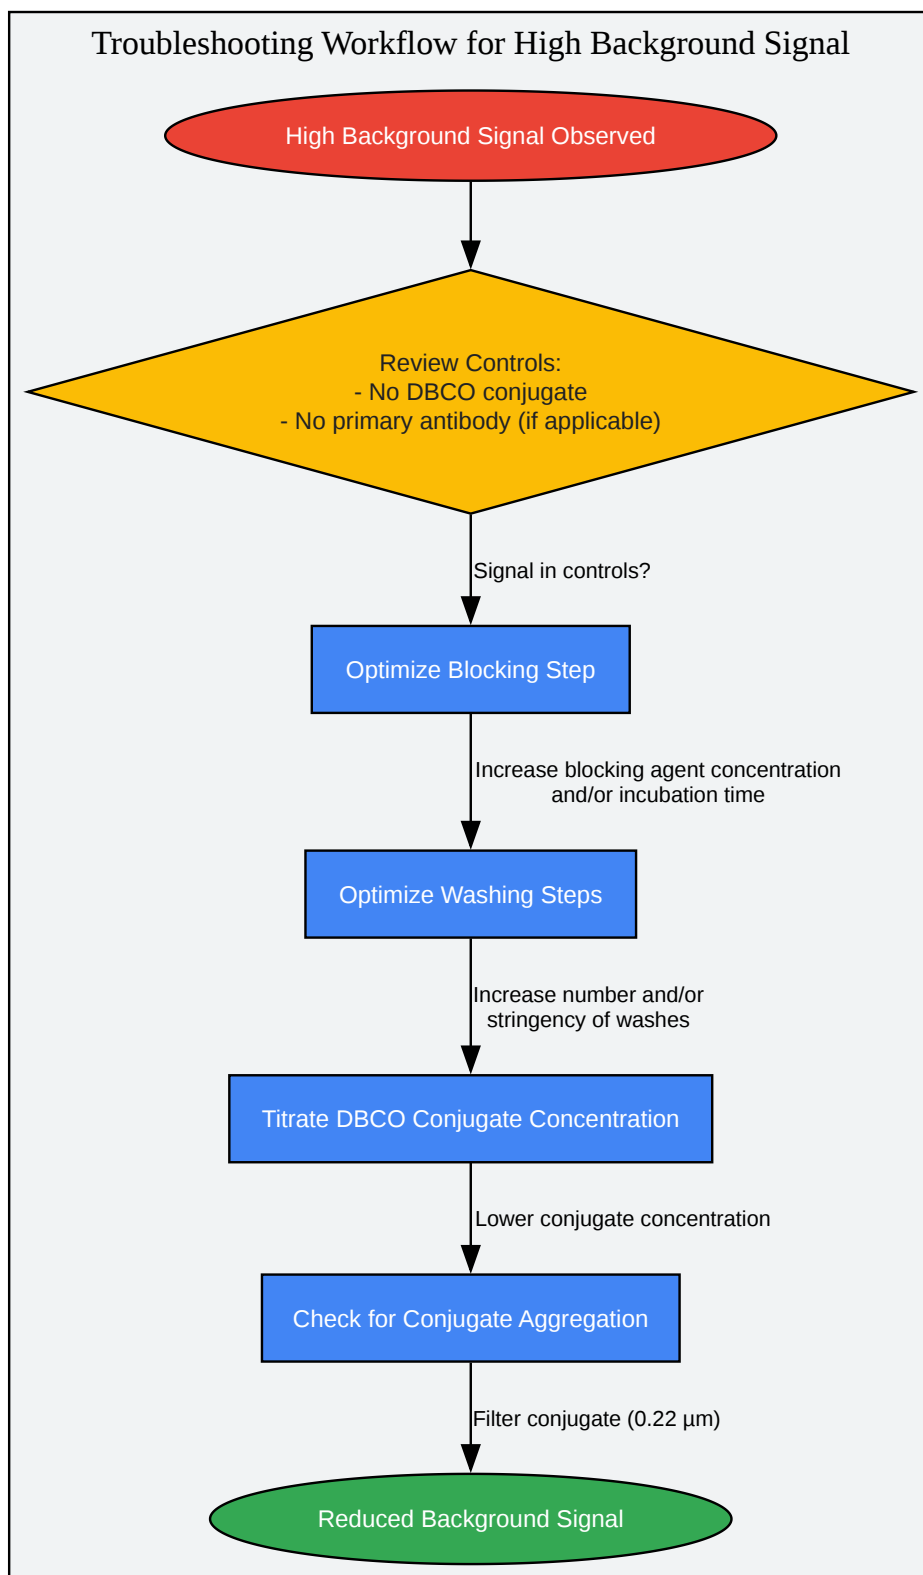 Troubleshooting Workflow for High Background Signal
High Background Signal Observed
Review Controls:
- No DBCO conjugate
- No primary antibody (if applicable)
Signal in controls?
Optimize Blocking Step
Increase blocking agent concentration
and/or incubation time
Optimize Washing Steps
Increase number and/or
stringency of washes
Titrate DBCO Conjugate Concentration
Lower conjugate concentration
Check for Conjugate Aggregation
Filter conjugate (0.22 µm)
Reduced Background Signal